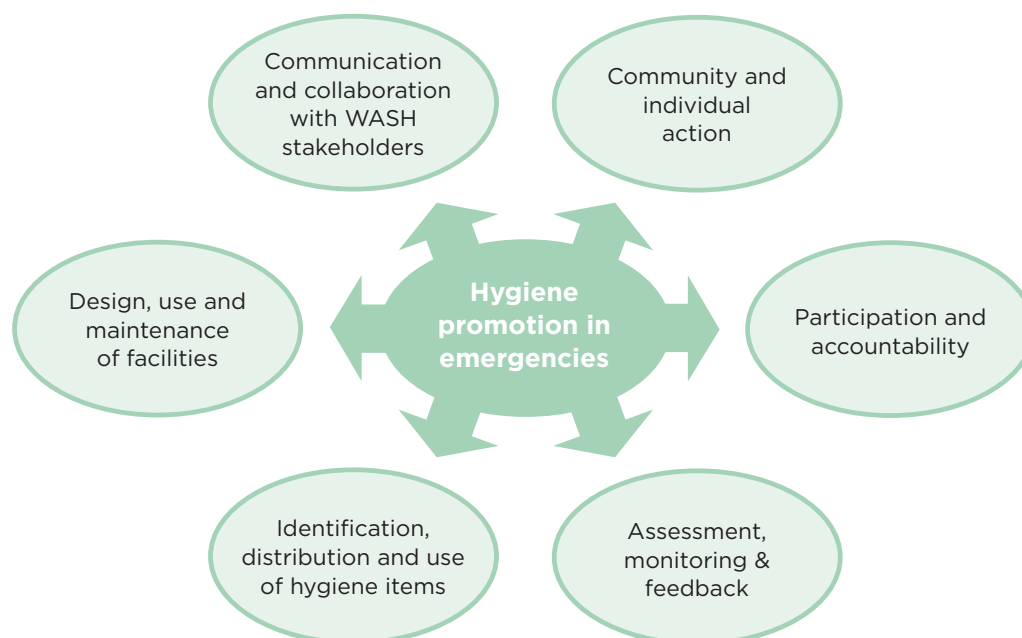 Communication
and collaboration
with WASH
stakeholders
Community and
individual
action
Design, use and
maintenance
of facilities
Hygiene
promotion in
emergencies
Participation and
accountability
Identification,
distribution and use
of hygiene items
Assessment,
monitoring &
feedback